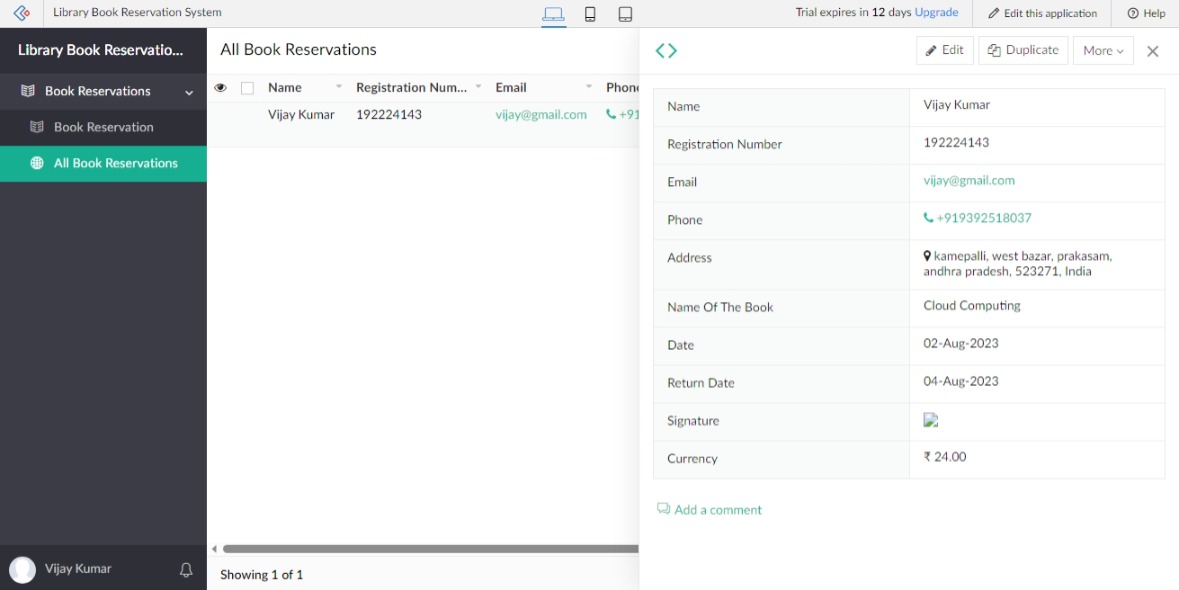 Library Book Reservation System
Trial expires in 12 days Upgrade
Edit this application
Help
Library Book Reservatio...
Book Reservations
Book Reservation
All Book Reservations
Vijay Kumar
All Book Reservations
Name Registration Num... Email Phone
Vijay Kumar 192224143 vijay@gmail.com +91
Showing 1 of 1
Edit Duplicate More
Name Vijay Kumar
Registration Number 192224143
Email vijay@gmail.com
Phone +919392518037
Address kamepalli, west bazar, prakasam,
andhra pradesh, 523271, India
Name Of The Book Cloud Computing
Date 02-Aug-2023
Return Date 04-Aug-2023
Signature
Currency ₹ 24.00
Add a comment